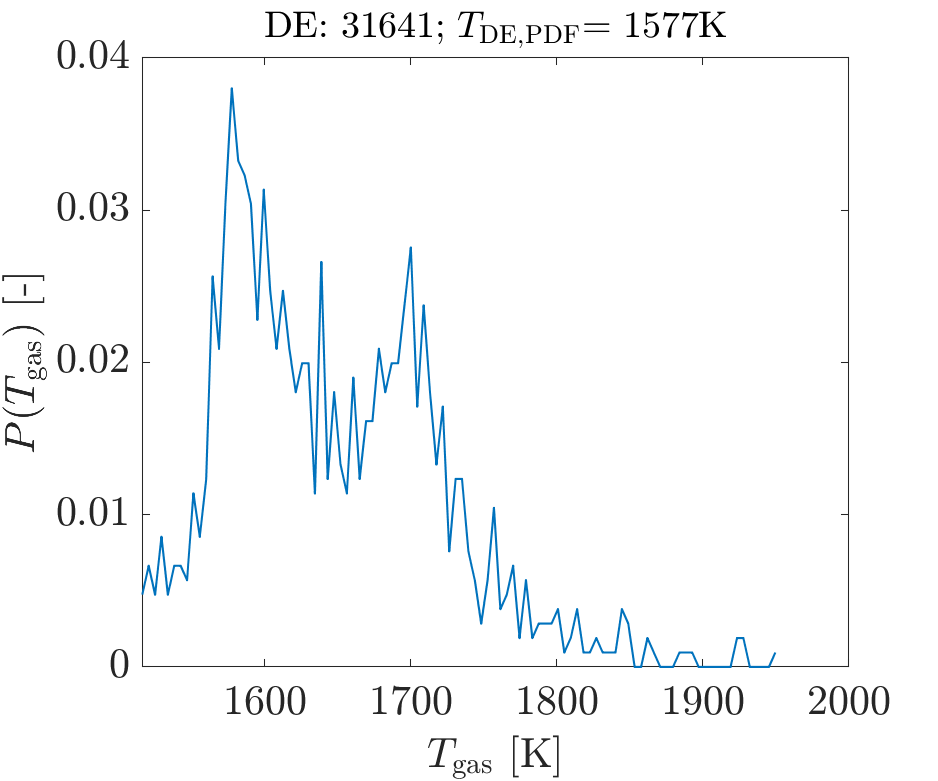 DE: 31641; T_DE,PDF= 1577K
0.04
0.03
0.02
0.01
0
P(T_gas) [-]
1600 1700 1800 1900 2000
T_gas [K]